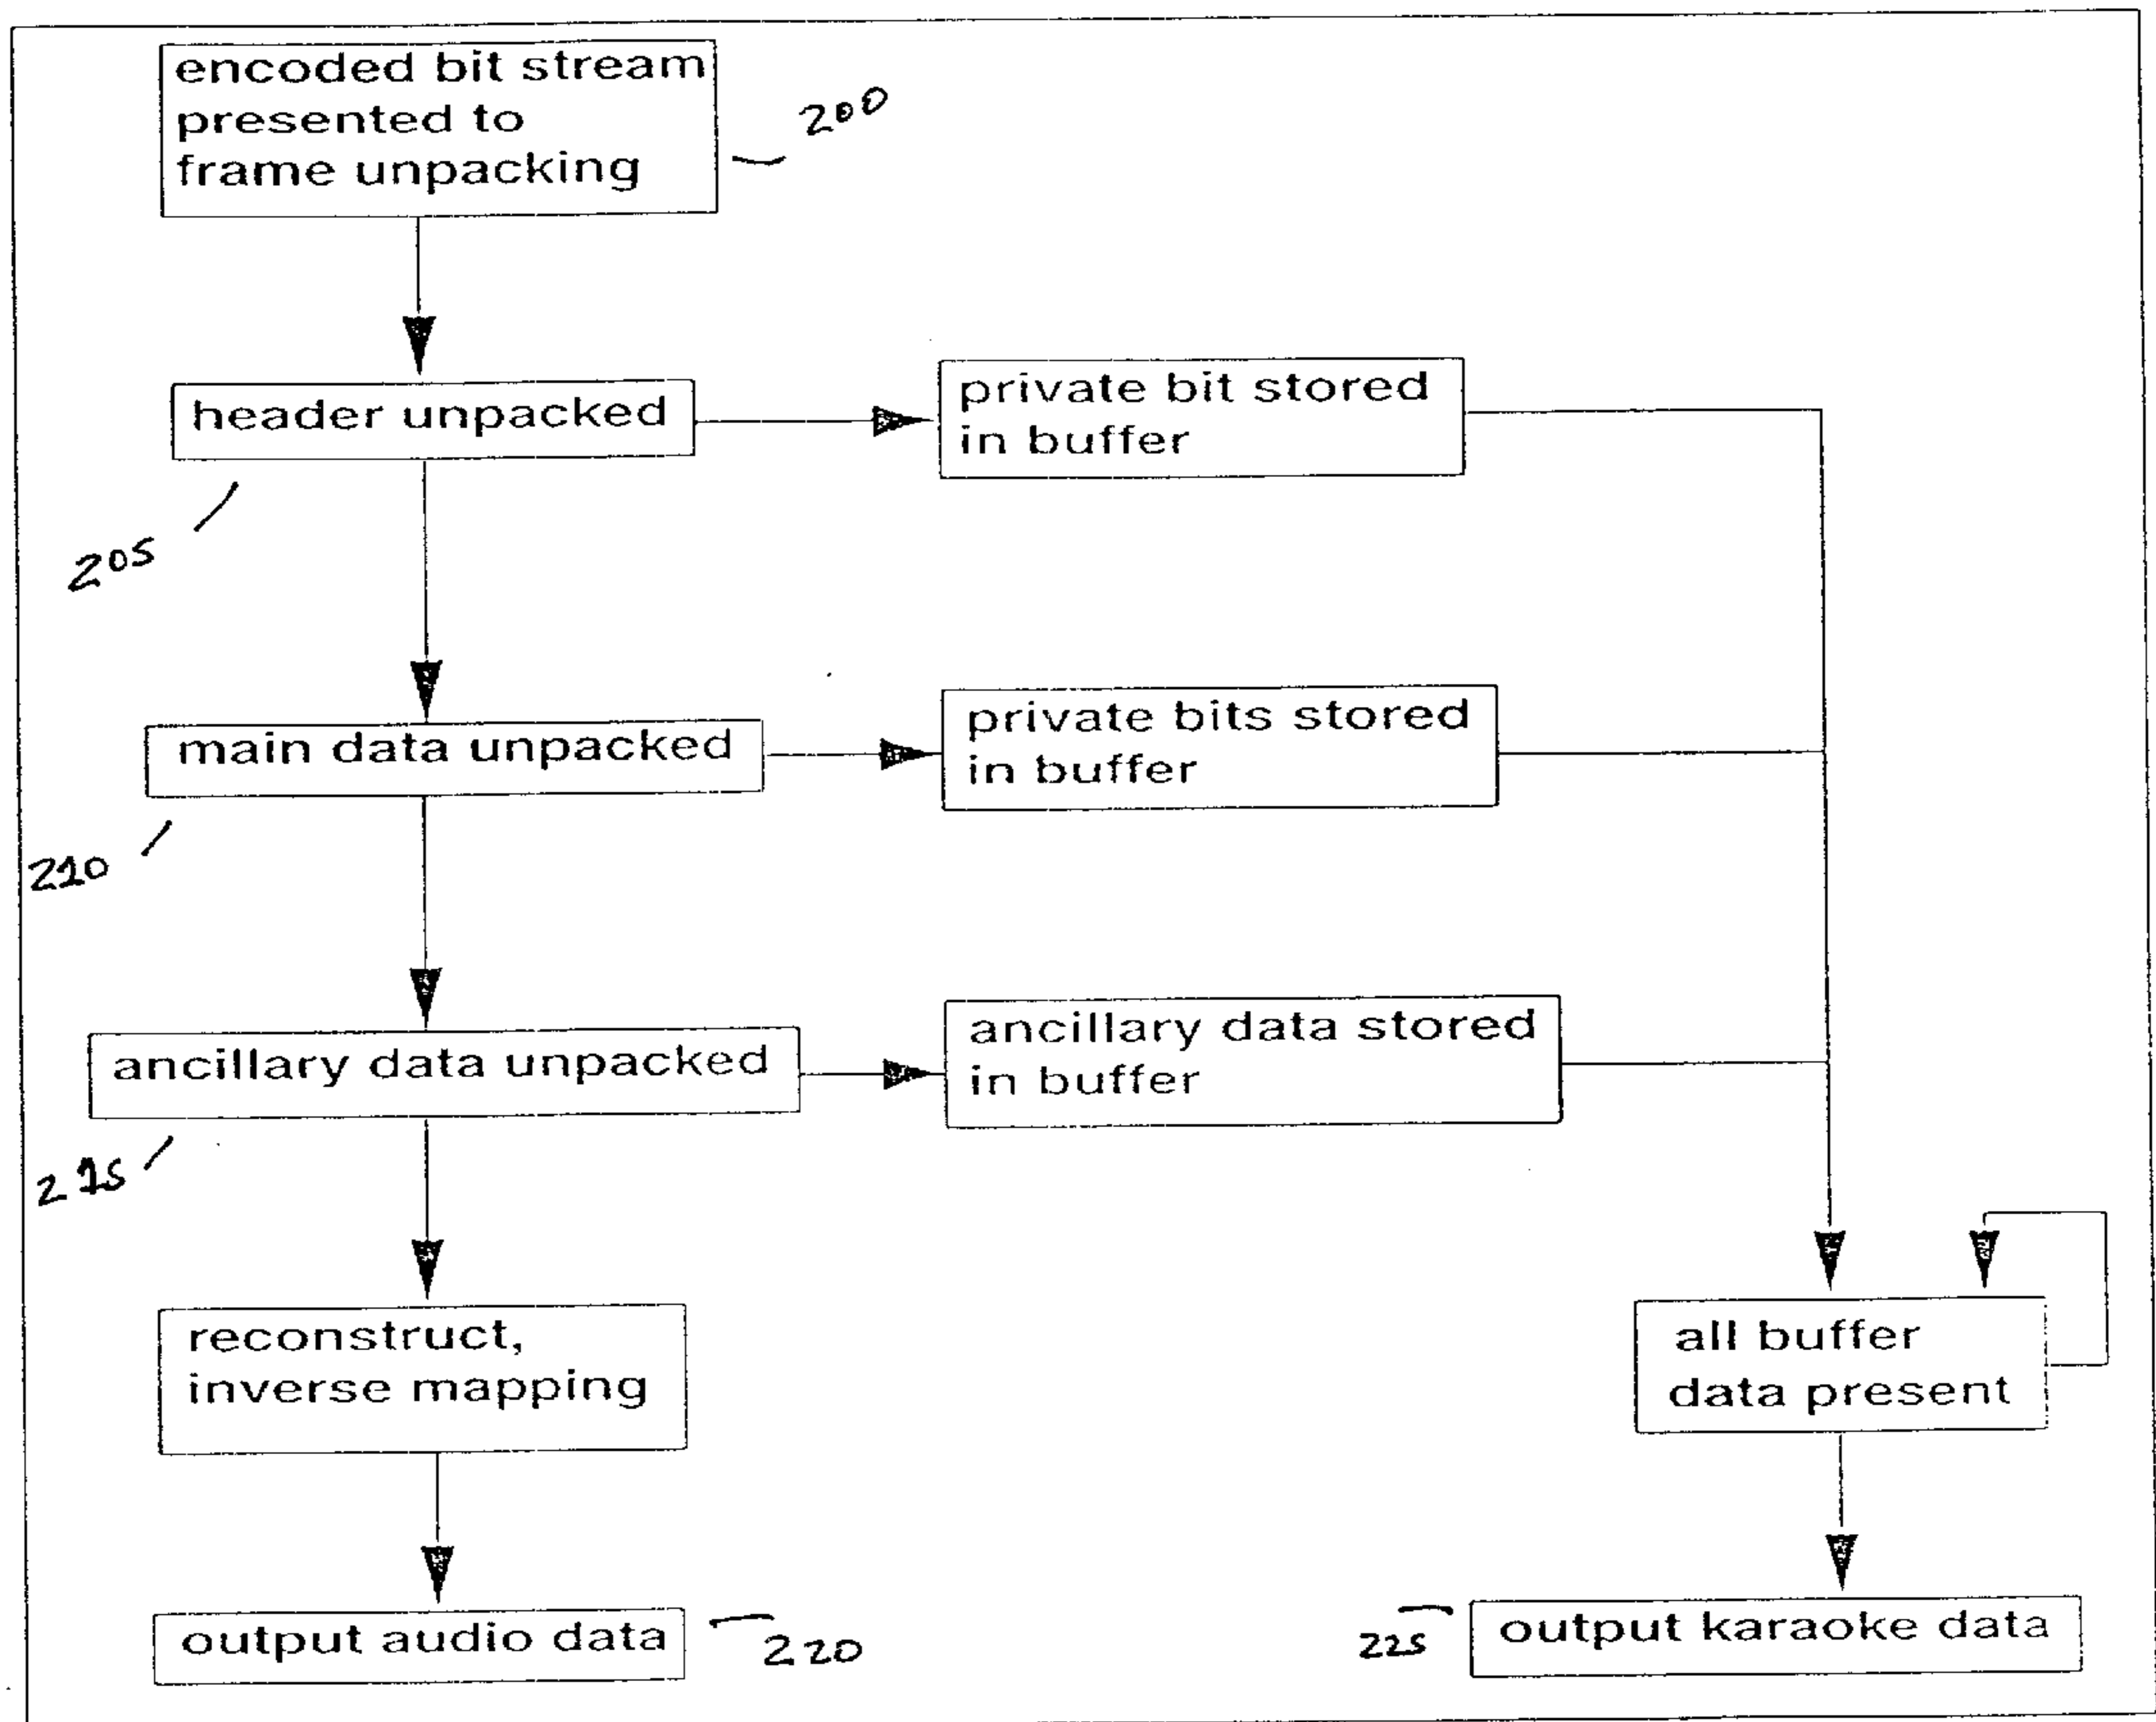 encoded bit stream
presented to
frame unpacking
200
header unpacked
private bit stored
in buffer
205
main data unpacked
private bits stored
in buffer
210
ancillary data unpacked
ancillary data stored
in buffer
215
reconstruct,
inverse mapping
all buffer
data present
output audio data
220
225
output karaoke data